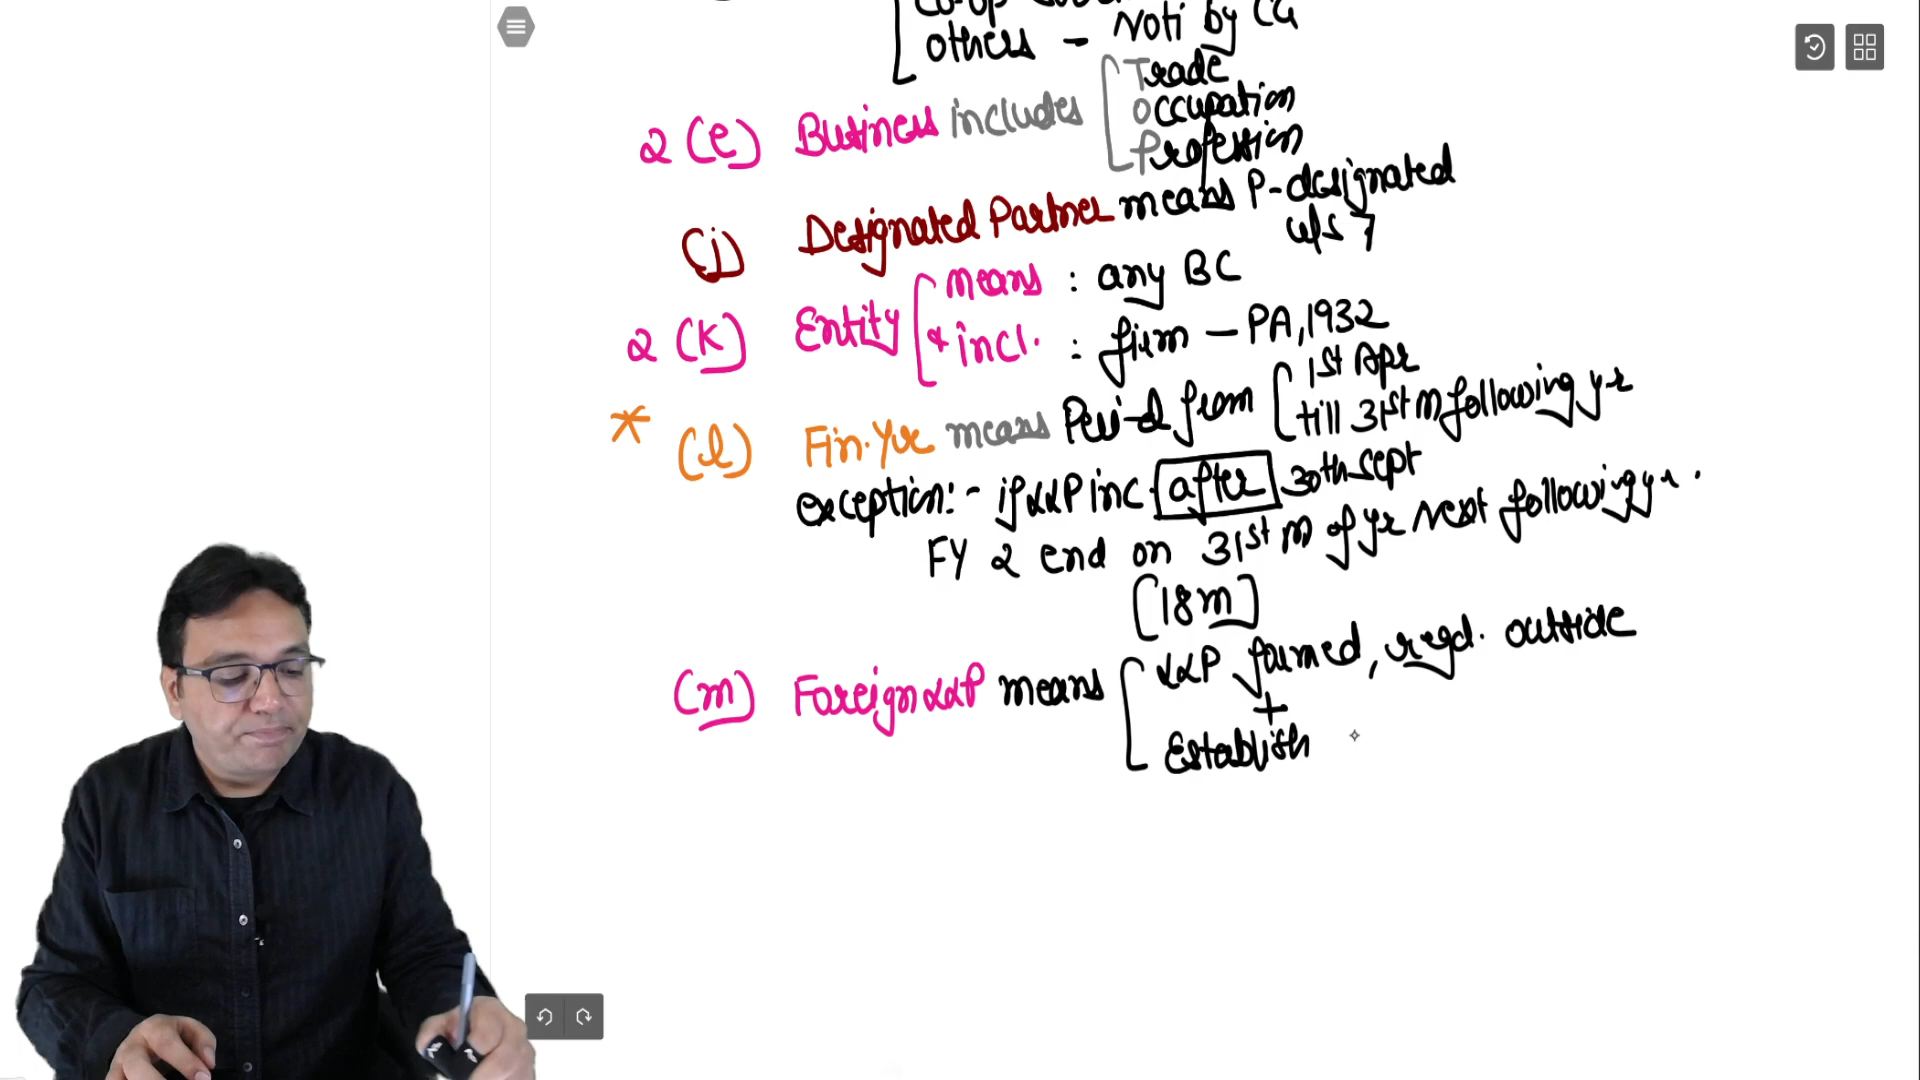 Co-op
others - Noti by CG
2 (e) Business includes Trade
Occupation
Profession
(j) Designated Partner means P-designated
u/s 7
2 (k) Entity means : any BC
& incl. : firm - PA, 1932
* (l) Fin. Yr means Period from 1st Apr
till 31st M following yr
exception:- if LLP inc. after 30th Sept
FY 2 end on 31st M of yr next following yr.
[18m]
(m) Foreign LLP means LLP formed, regd. outside
+
Establish